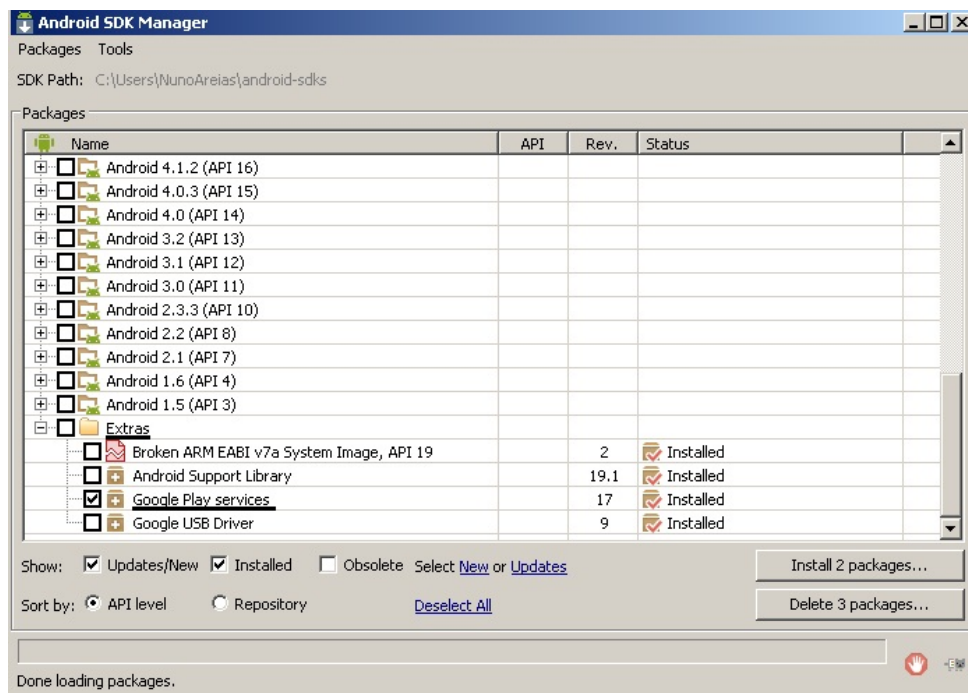 Android SDK Manager
Packages Tools
SDK Path: C:\Users\NunoAreias\android-sdks
Packages
Name API Rev. Status
Android 4.1.2 (API 16)
Android 4.0.3 (API 15)
Android 4.0 (API 14)
Android 3.2 (API 13)
Android 3.1 (API 12)
Android 3.0 (API 11)
Android 2.3.3 (API 10)
Android 2.2 (API 8)
Android 2.1 (API 7)
Android 1.6 (API 4)
Android 1.5 (API 3)
Extras
Broken ARM EABI v7a System Image, API 19 2 Installed
Android Support Library 19.1 Installed
Google Play services 17 Installed
Google USB Driver 9 Installed
Show: Updates/New Installed Obsolete Select New or Updates Install 2 packages...
Sort by: API level Repository Deselect All Delete 3 packages...
Done loading packages.